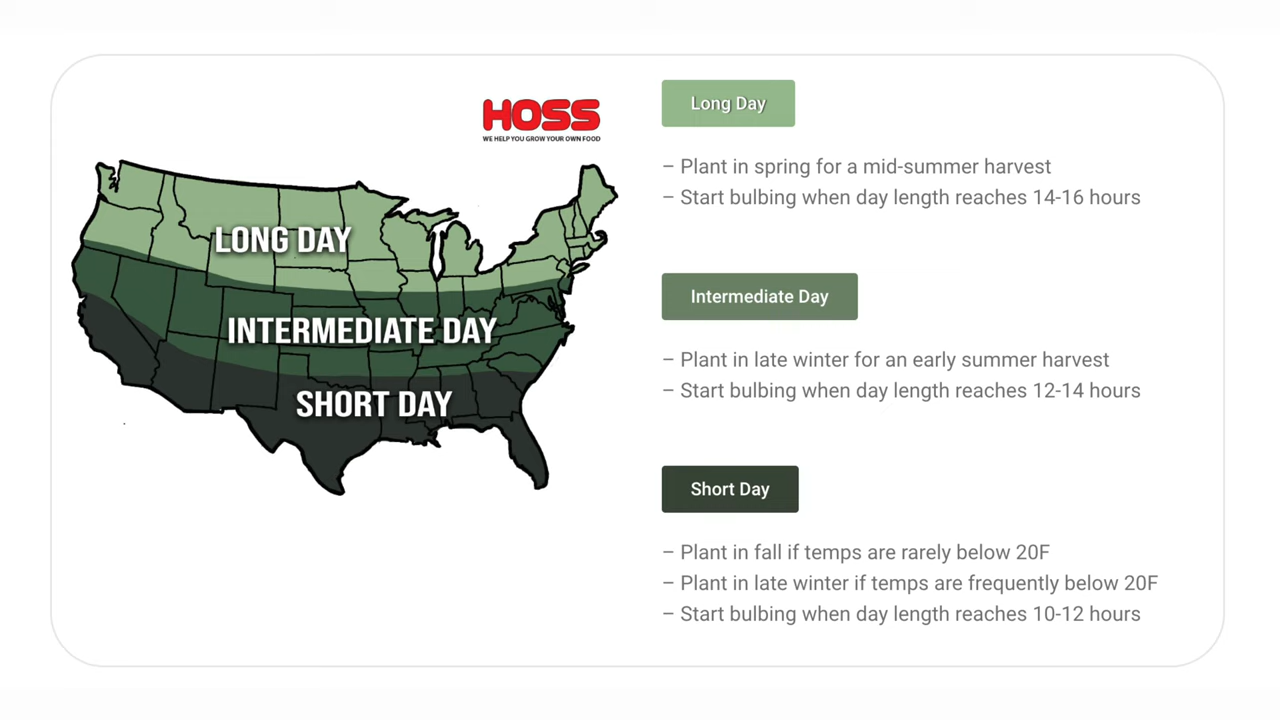 HOSS
WE HELP YOU GROW YOUR OWN FOOD
LONG DAY
INTERMEDIATE DAY
SHORT DAY
Long Day
– Plant in spring for a mid-summer harvest
– Start bulbing when day length reaches 14-16 hours
Intermediate Day
– Plant in late winter for an early summer harvest
– Start bulbing when day length reaches 12-14 hours
Short Day
– Plant in fall if temps are rarely below 20F
– Plant in late winter if temps are frequently below 20F
– Start bulbing when day length reaches 10-12 hours